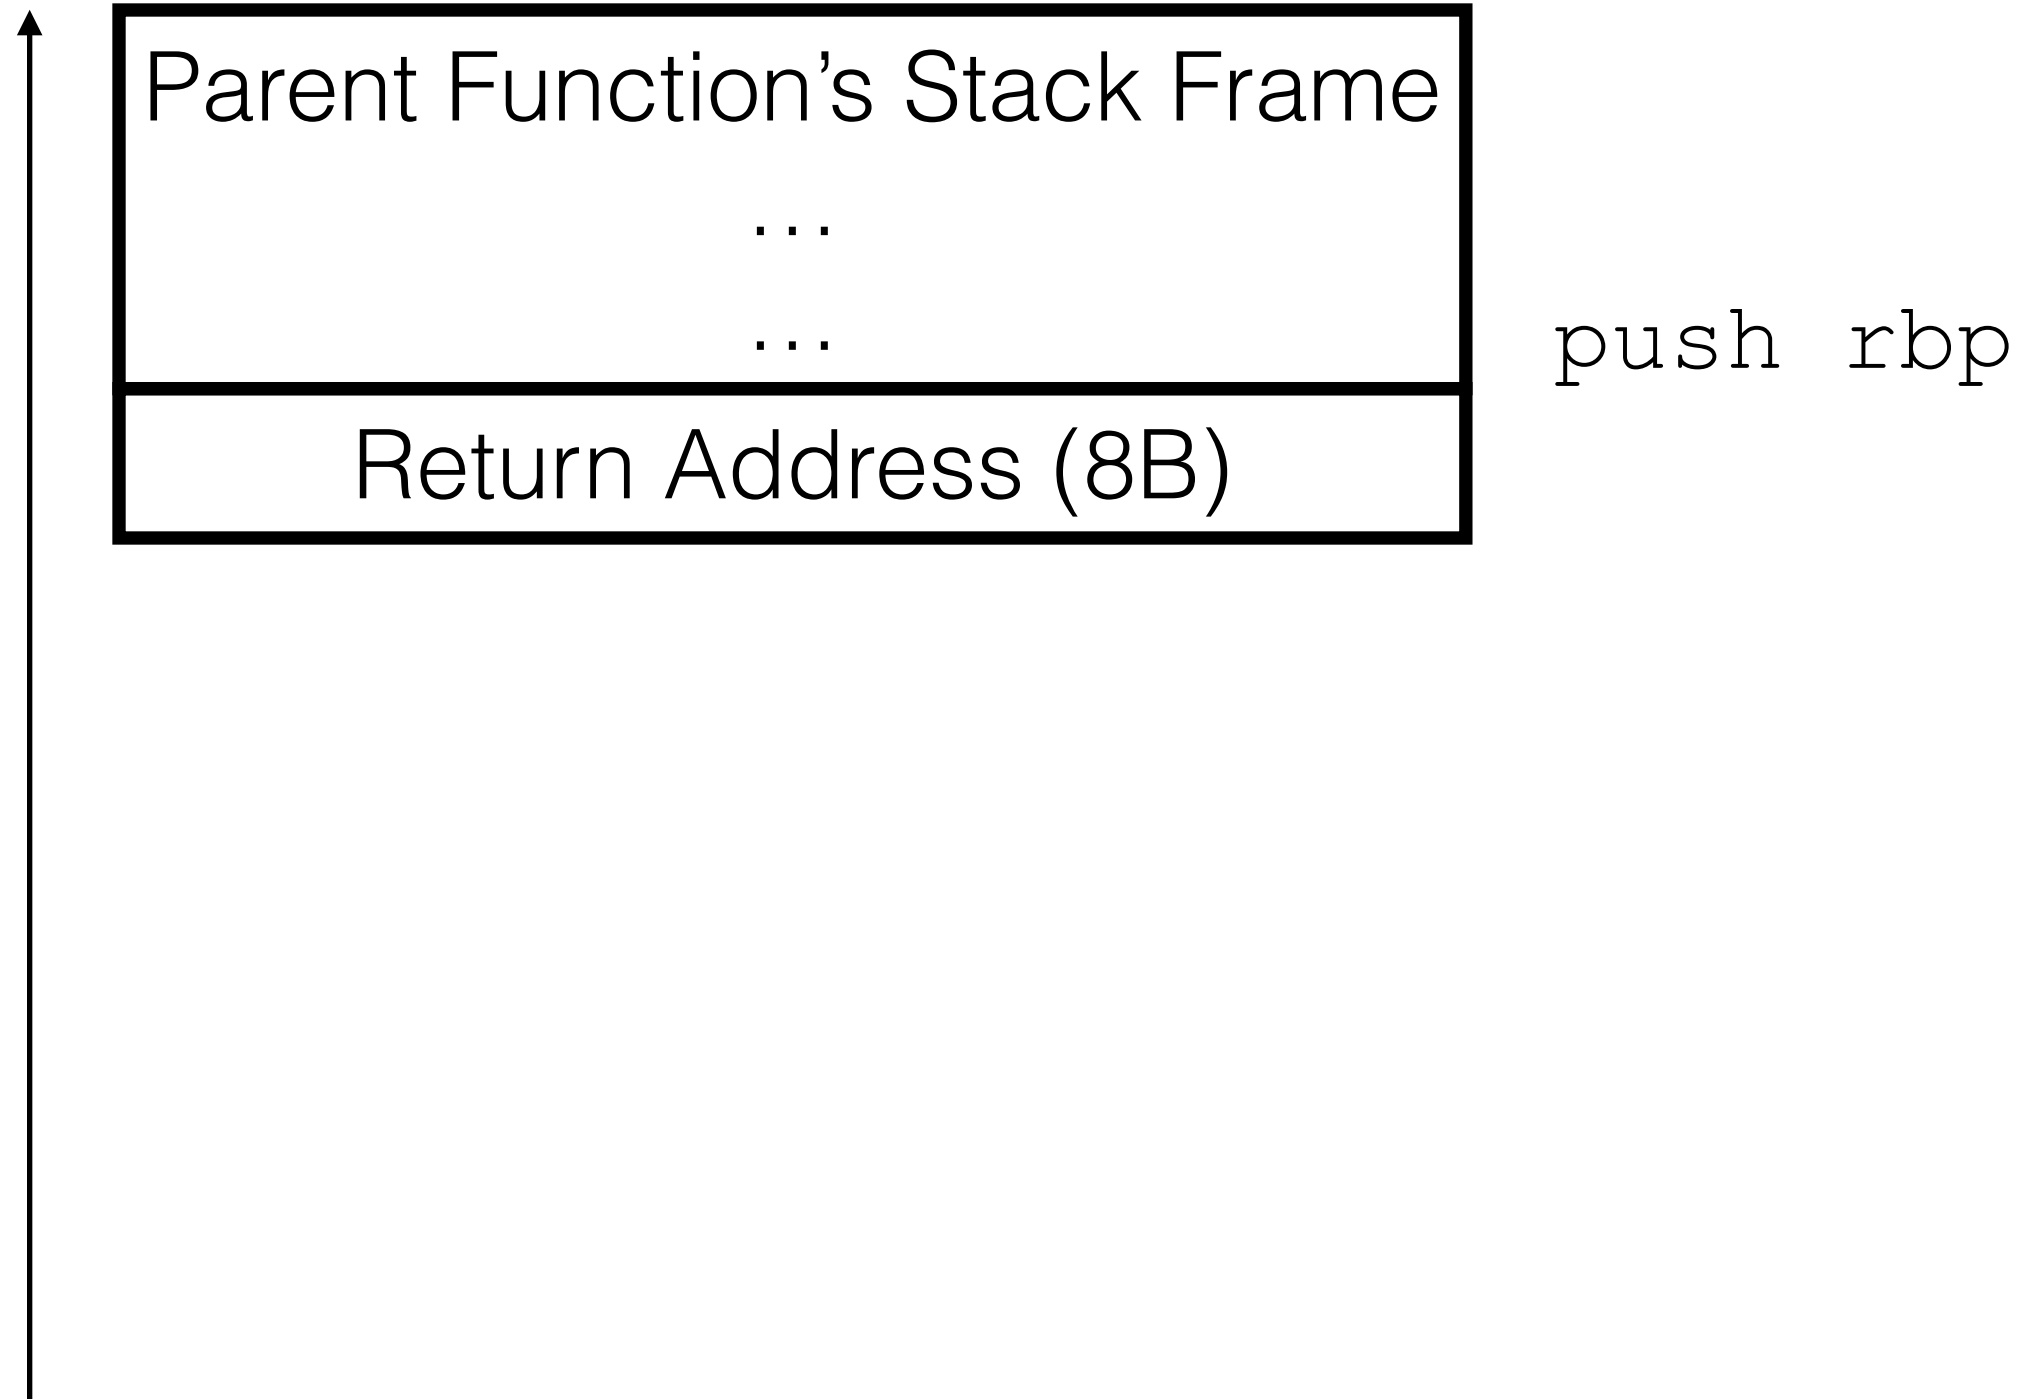 Parent Function’s Stack Frame
…
…
push rbp
Return Address (8B)